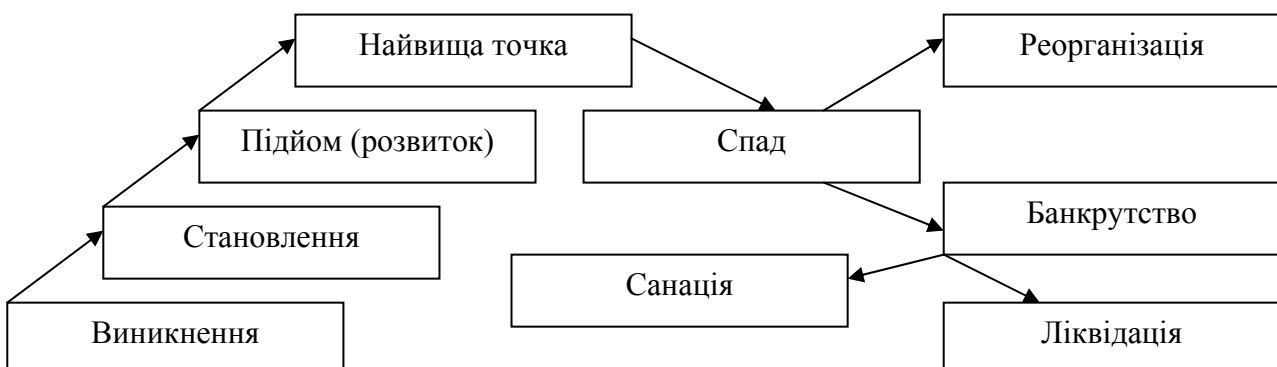 Найвища точка
Реорганізація
Підйом (розвиток)
Спад
Становлення
Банкрутство
Санація
Виникнення
Ліквідація